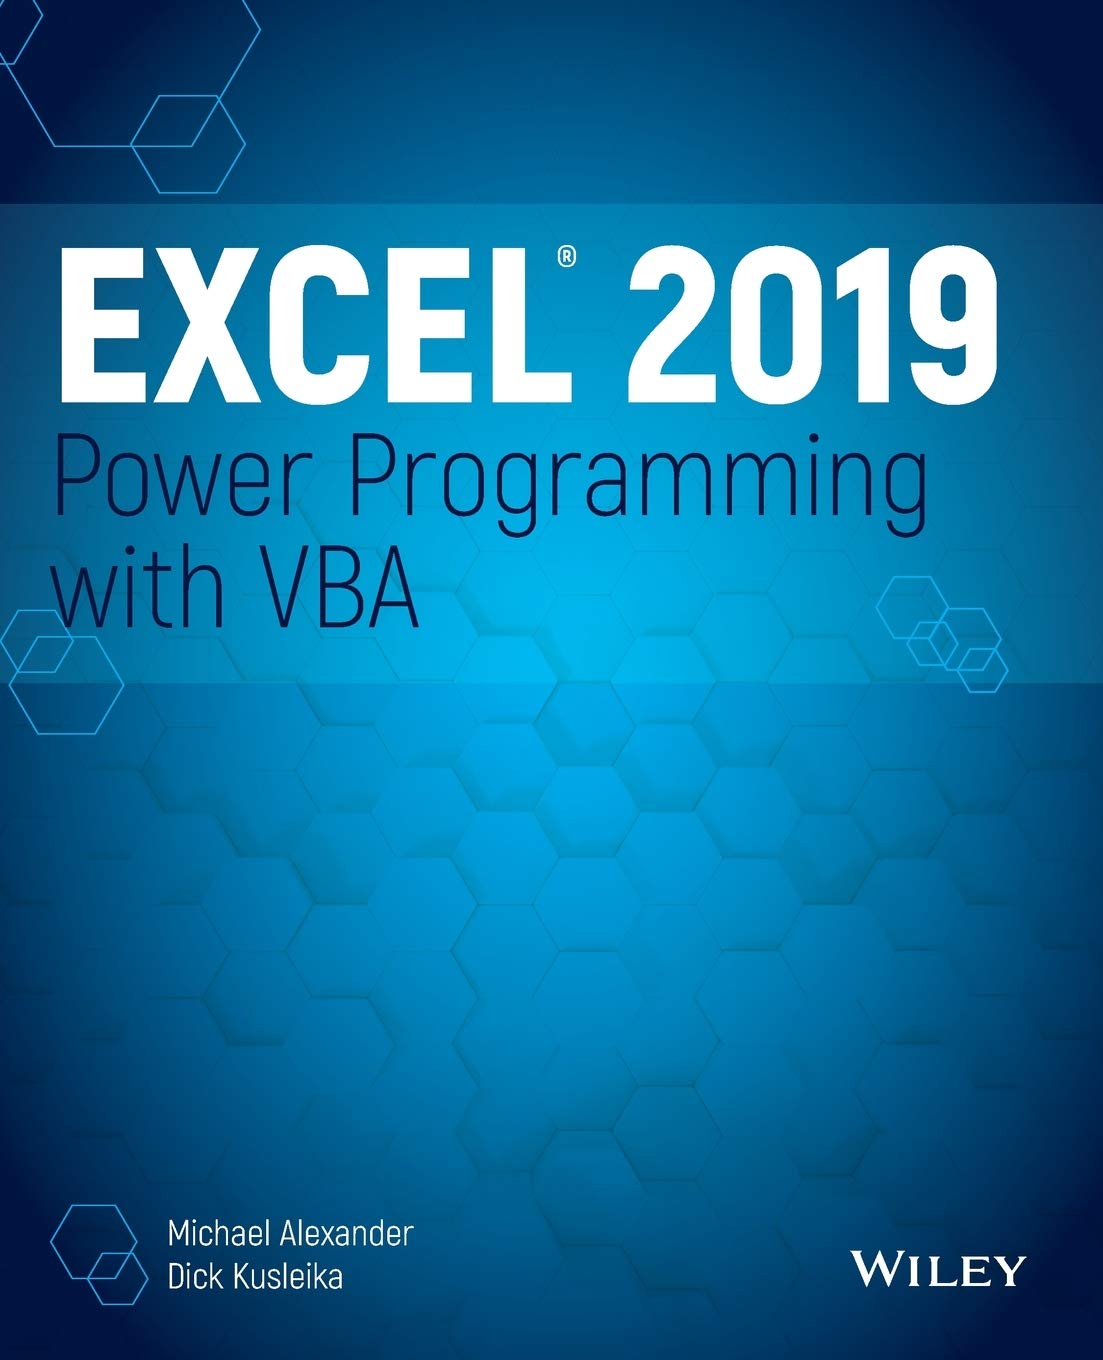 EXCEL® 2019
Power Programming
with VBA
Michael Alexander
Dick Kusleika
WILEY